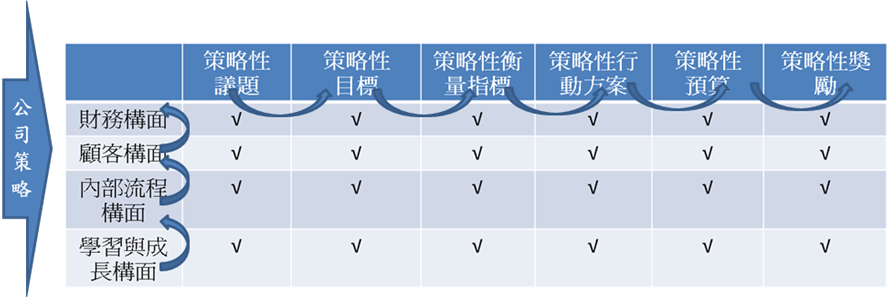 公司策略
策略性議題 策略性目標 策略性衡量指標 策略性行動方案 策略性預算 策略性獎勵
財務構面 √ √ √ √ √ √
顧客構面 √ √ √ √ √ √
內部流程構面 √ √ √ √ √ √
學習與成長構面 √ √ √ √ √ √